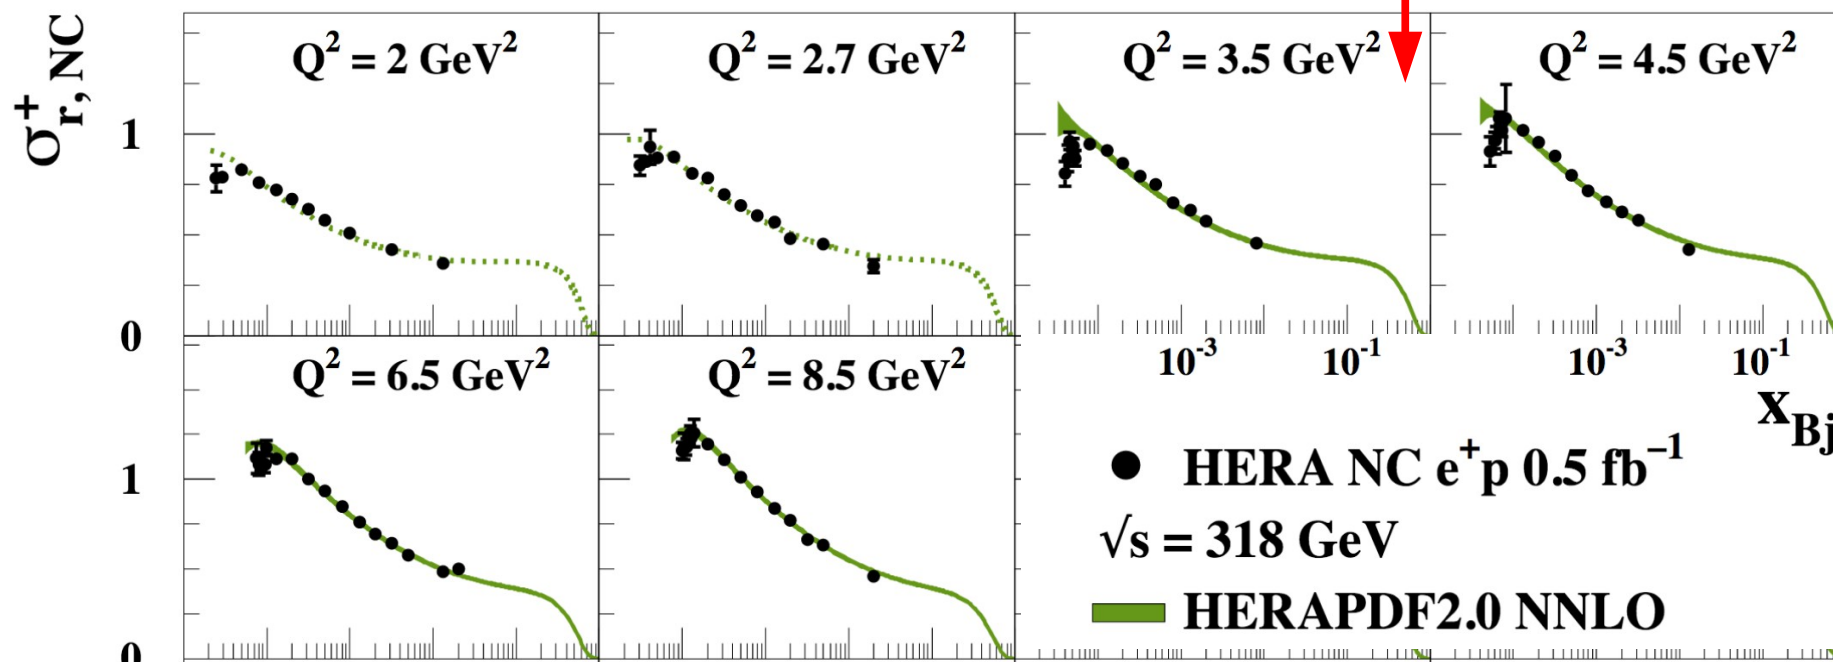 σ⁺r, NC
Q² = 2 GeV²
Q² = 2.7 GeV²
Q² = 3.5 GeV²
Q² = 4.5 GeV²
1
0
10⁻³
10⁻¹
10⁻³
10⁻¹
xBj
Q² = 6.5 GeV²
Q² = 8.5 GeV²
1
0
HERA NC e⁺p 0.5 fb⁻¹
√s = 318 GeV
HERAPDF2.0 NNLO